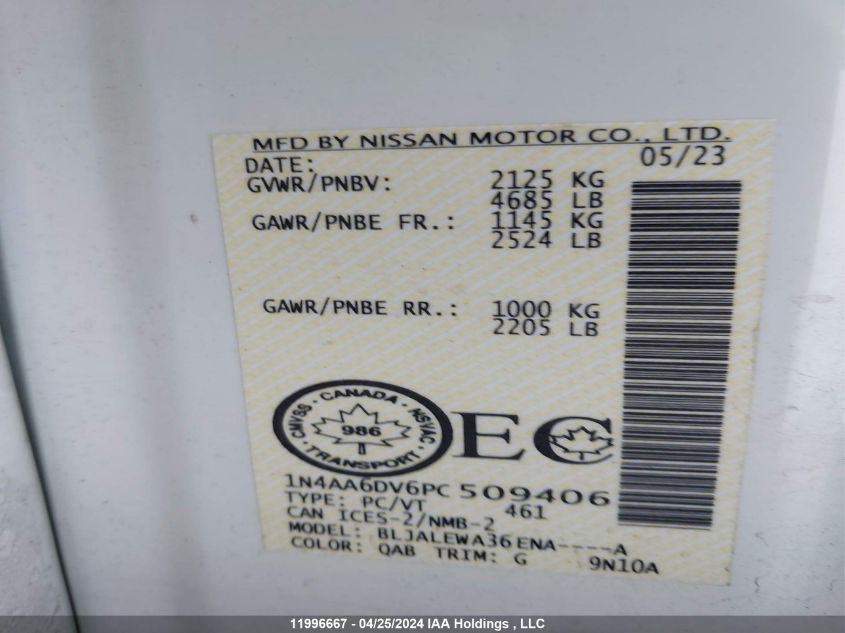 MFD BY NISSAN MOTOR CO., LTD.
DATE: 05/23
GVWR/PNBV: 2125 KG
4685 LB
GAWR/PNBE FR.: 1145 KG
2524 LB
GAWR/PNBE RR.: 1000 KG
2205 LB
CMVSS · CANADA · NSVAC
986
· TRANSPORT ·
EC
1N4AA6DV6PC509406
TYPE: PC/VT 461
CAN ICES-2/NMB-2
MODEL: BLJALEWA36ENA----A
COLOR: QAB TRIM: G 9N10A
11996667 - 04/25/2024 IAA Holdings , LLC